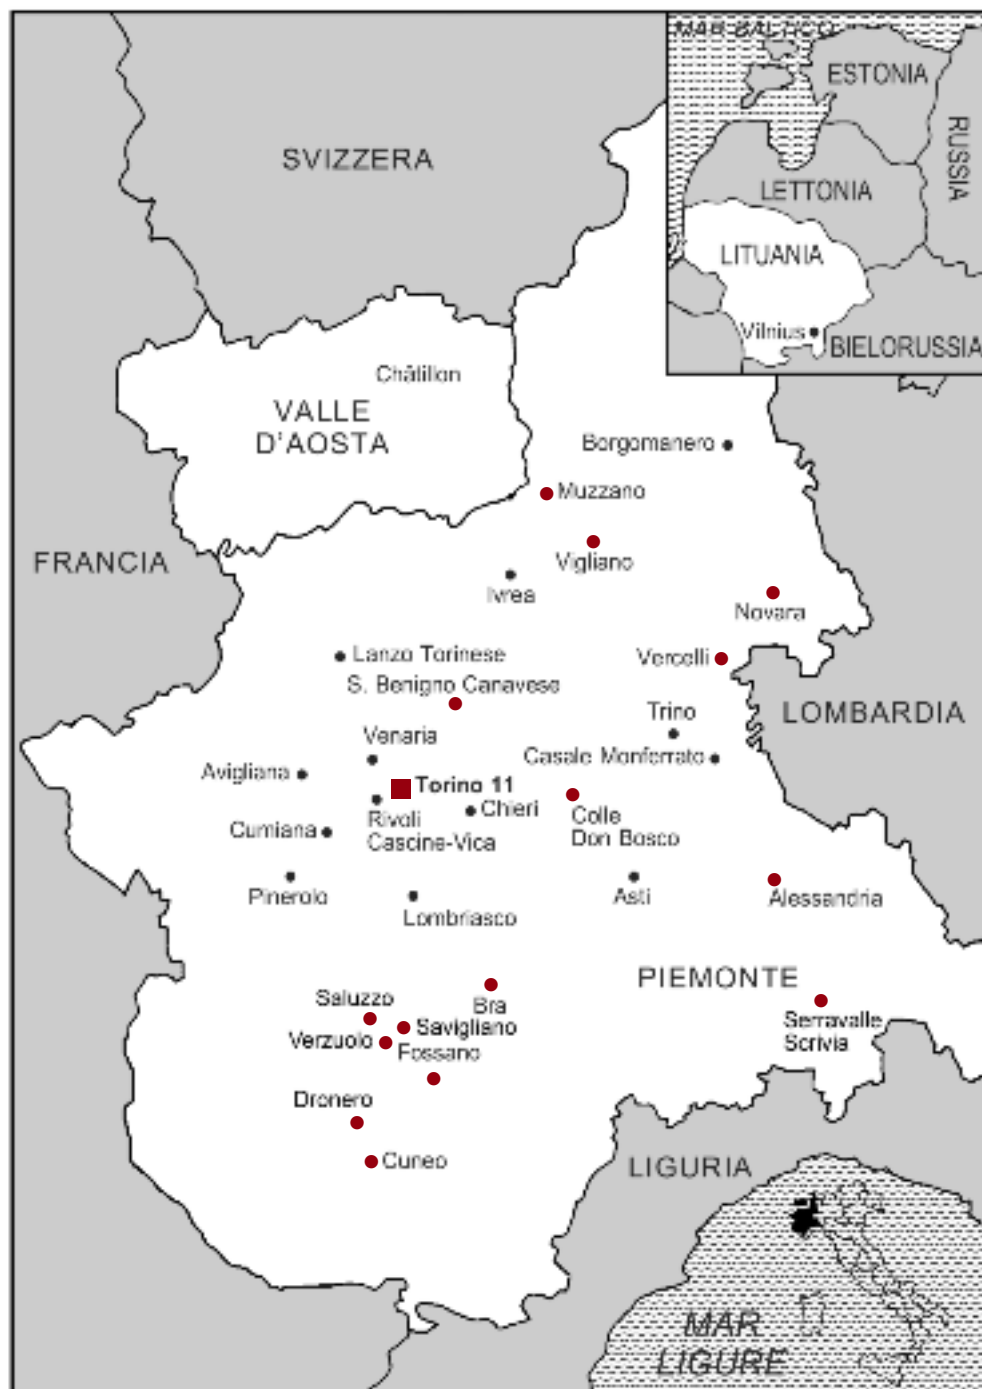 MAR BALTICO
ESTONIA
RUSSIA
SVIZZERA
LETTONIA
LITUANIA
Vilnius
BIELORUSSIA
Châtillon
VALLE
D'AOSTA
Borgomanero
Muzzano
FRANCIA
Vigliano
Ivrea
Novara
Lanzo Torinese
Vercelli
S. Benigno Canavese
Trino
LOMBARDIA
Venaria
Casale Monferrato
Avigliana
Torino 11
Chieri
Rivoli
Cascine-Vica
Colle
Don Bosco
Cumiana
Pinerolo
Lombriasco
Asti
Alessandria
PIEMONTE
Saluzzo
Bra
Savigliano
Serravalle
Scrivia
Verzuolo
Fossano
Dronero
Cuneo
LIGURIA
MAR
LIGURE